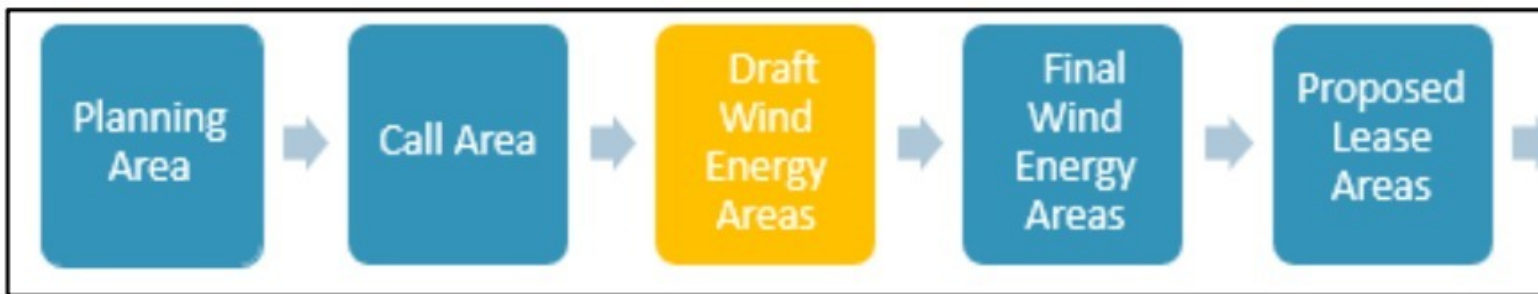 Planning
Area
Call Area
Draft
Wind
Energy
Areas
Final
Wind
Energy
Areas
Proposed
Lease
Areas